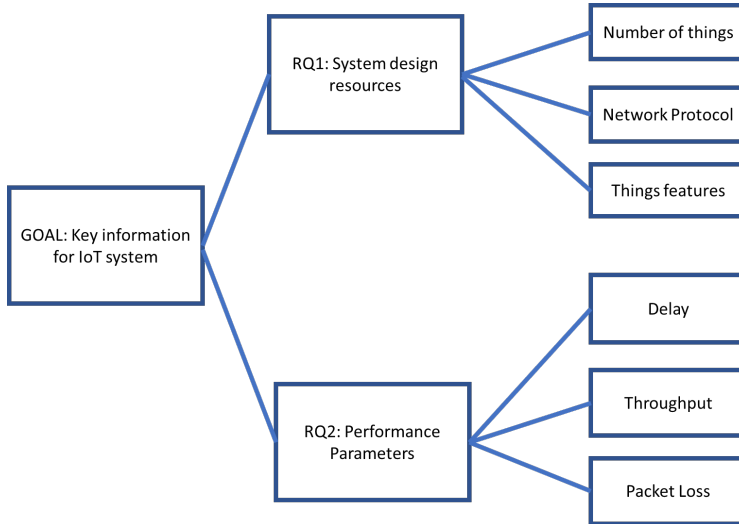 GOAL: Key information
for IoT system
RQ1: System design
resources
Number of things
Network Protocol
Things features
RQ2: Performance
Parameters
Delay
Throughput
Packet Loss